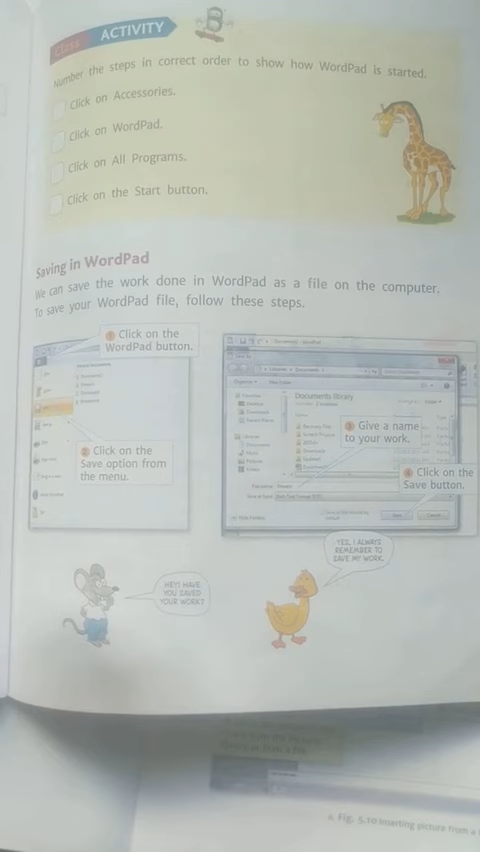 Class ACTIVITY
Number the steps in correct order to show how WordPad is started.
Click on Accessories.
Click on WordPad.
Click on All Programs.
Click on the Start button.
Saving in WordPad
We can save the work done in WordPad as a file on the computer.
To save your WordPad file, follow these steps.
1 Click on the
WordPad button.
2 Click on the
Save option from
the menu.
Documents library
3 Give a name
to your work.
4 Click on the
Save button.
HEY! HAVE
YOU SAVED
YOUR WORK?
YES, I ALWAYS
REMEMBER TO
SAVE MY WORK.
Fig. 5.10 Inserting picture from a